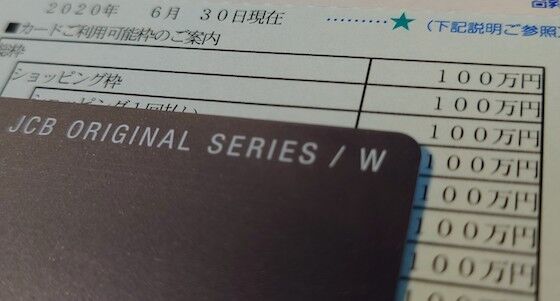 2020年 6月 30日現在 ………★ (下記説明ご参照)
■カードご利用可能枠のご案内
能枠
ショッピング枠 100万円
100万円
100万円
JCB ORIGINAL SERIES / W
100万円
100万円
100万円
100万円
100万円